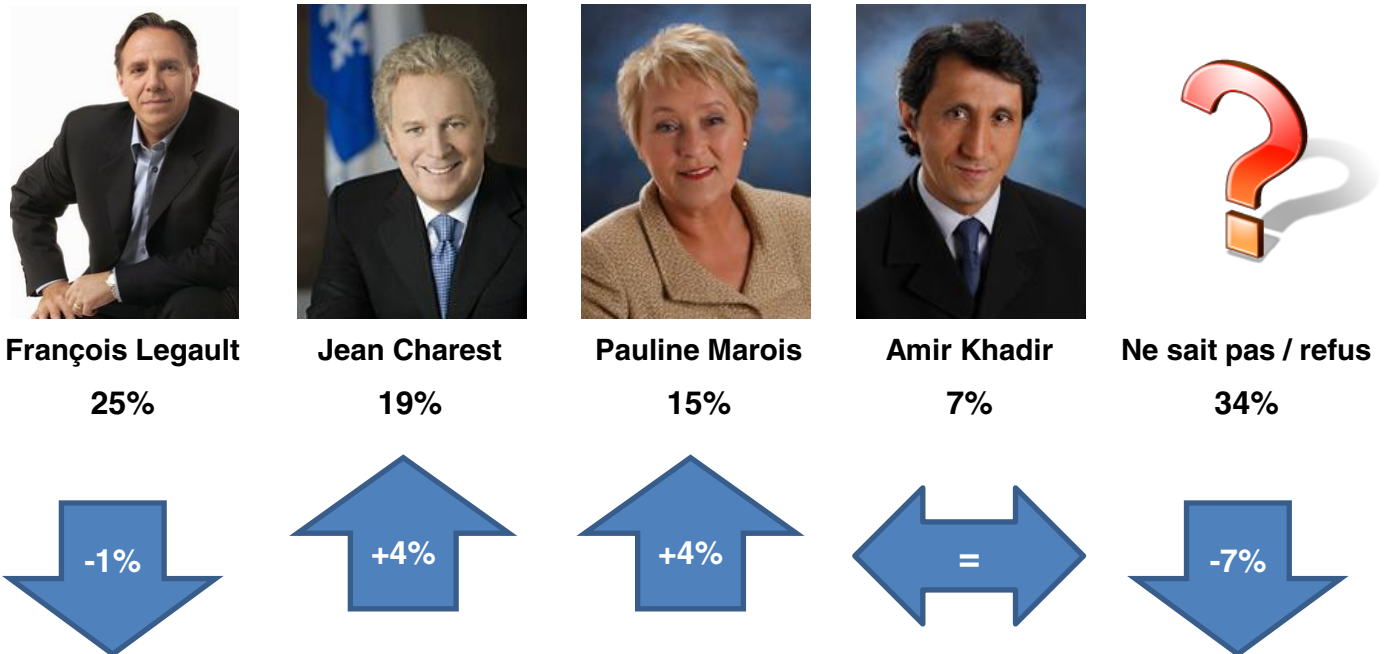 François Legault Jean Charest Pauline Marois Amir Khadir Ne sait pas / refus
25% 19% 15% 7% 34%
-1% +4% +4% = -7%